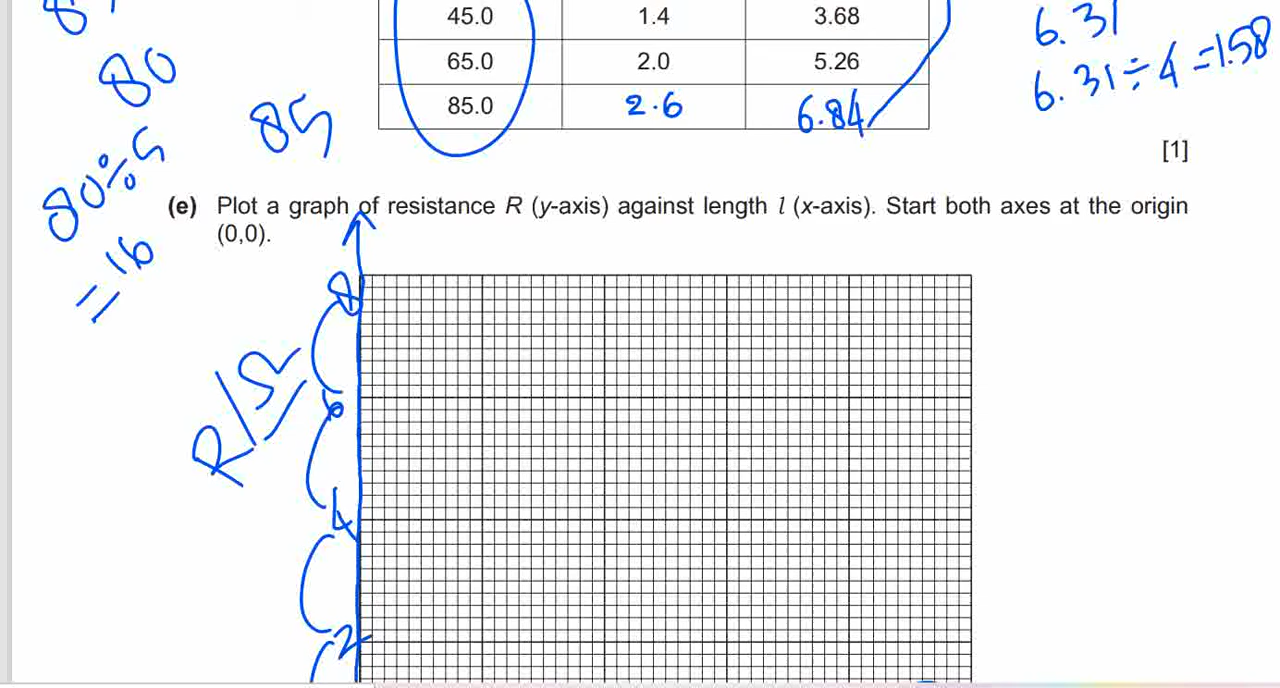 45.0 1.4 3.68
65.0 2.0 5.26
85.0 2.6 6.84
6.31
6.31÷4=1.58
80
85
80÷5
=16
[1]
(e) Plot a graph of resistance R (y-axis) against length l (x-axis). Start both axes at the origin
(0,0).
8
R/Ω
6
4
2